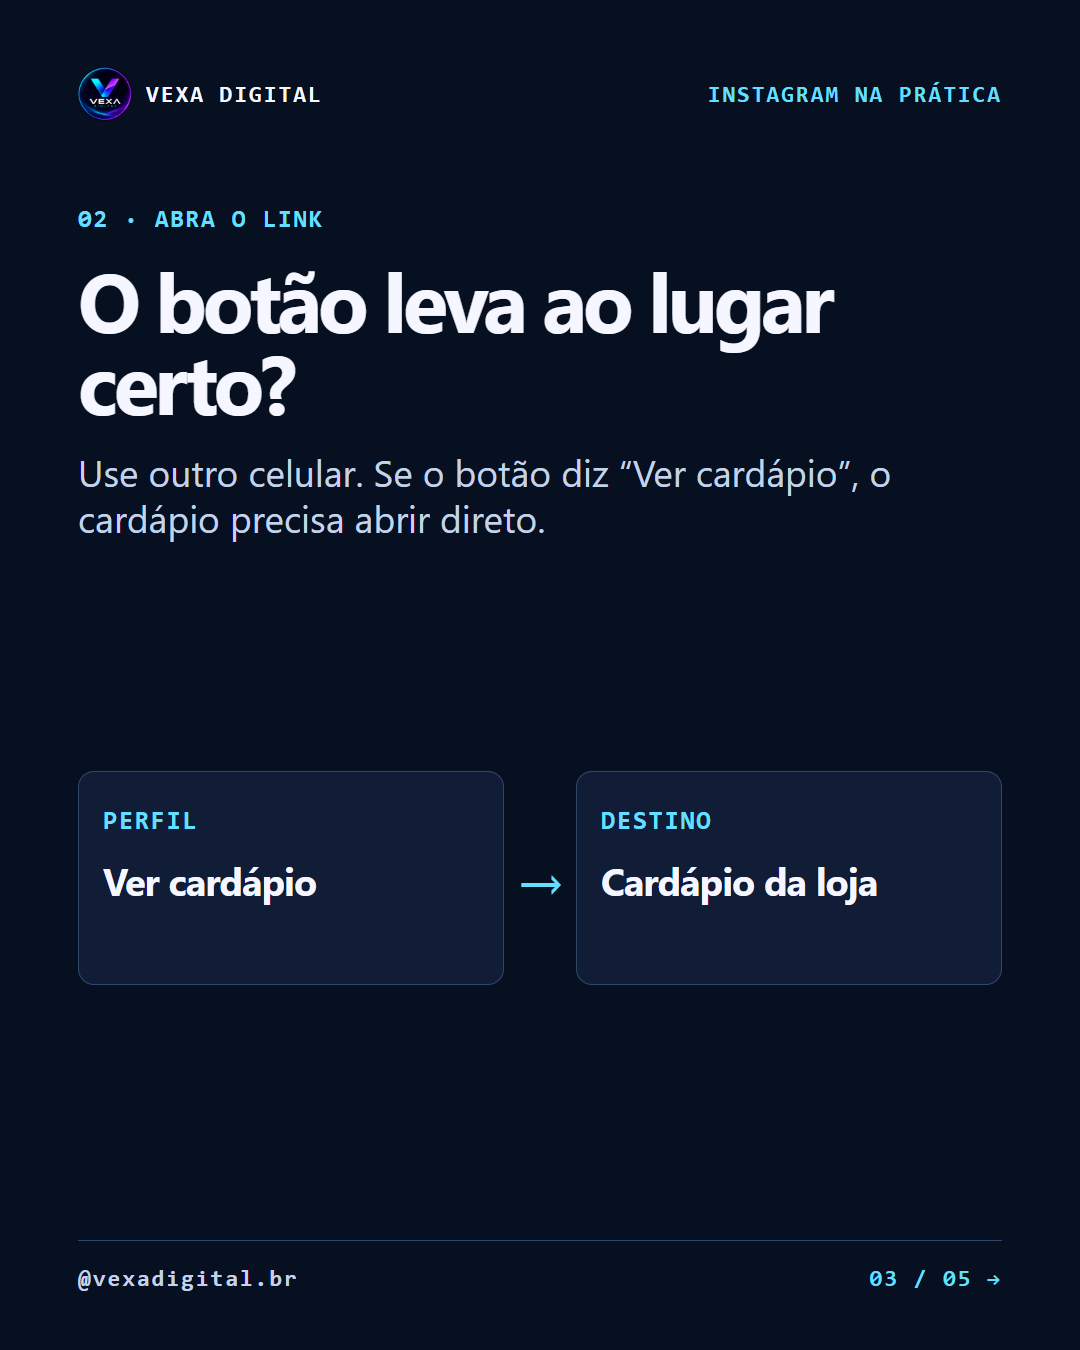 VEXA
VEXA DIGITAL
INSTAGRAM NA PRÁTICA
02 · ABRA O LINK
O botão leva ao lugar
certo?
Use outro celular. Se o botão diz “Ver cardápio”, o
cardápio precisa abrir direto.
PERFIL
Ver cardápio
→
DESTINO
Cardápio da loja
@vexadigital.br
03 / 05 →